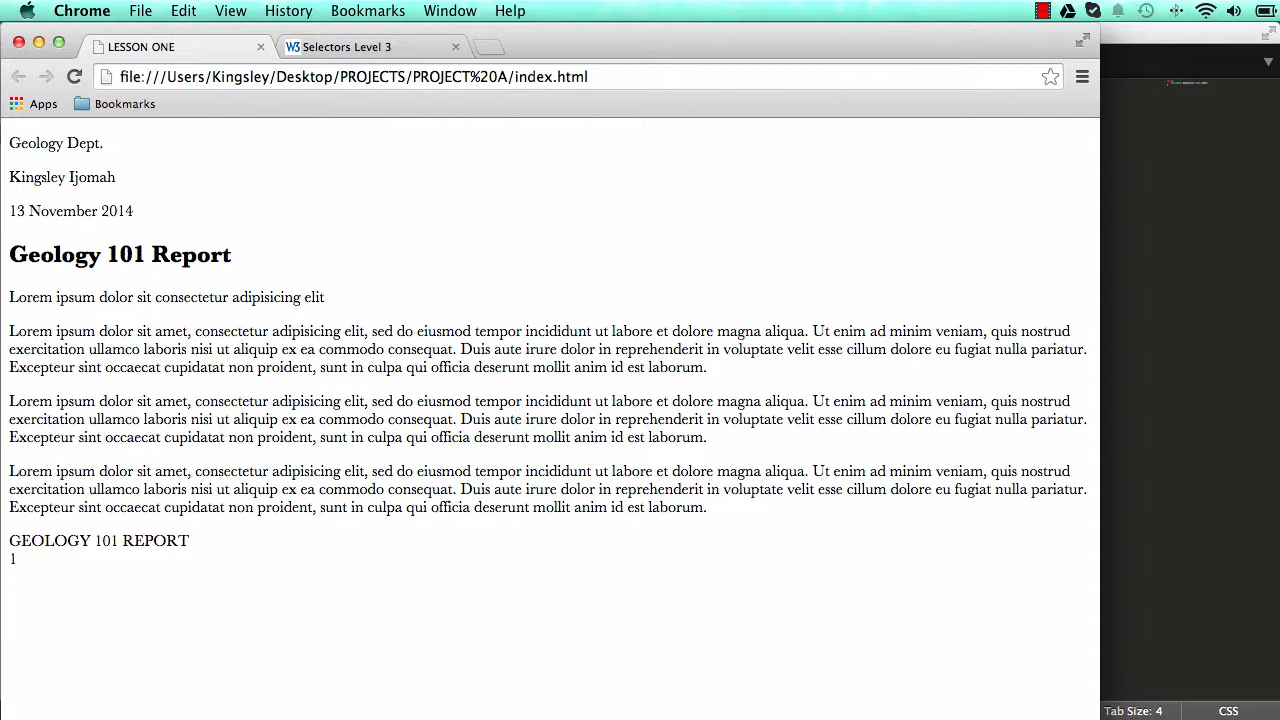 Chrome File Edit View History Bookmarks Window Help
LESSON ONE
W3 Selectors Level 3
file:///Users/Kingsley/Desktop/PROJECTS/PROJECT%20A/index.html
Apps Bookmarks
Geology Dept.
Kingsley Ijomah
13 November 2014
Geology 101 Report
Lorem ipsum dolor sit consectetur adipisicing elit
Lorem ipsum dolor sit amet, consectetur adipisicing elit, sed do eiusmod tempor incididunt ut labore et dolore magna aliqua. Ut enim ad minim veniam, quis nostrud
exercitation ullamco laboris nisi ut aliquip ex ea commodo consequat. Duis aute irure dolor in reprehenderit in voluptate velit esse cillum dolore eu fugiat nulla pariatur.
Excepteur sint occaecat cupidatat non proident, sunt in culpa qui officia deserunt mollit anim id est laborum.
Lorem ipsum dolor sit amet, consectetur adipisicing elit, sed do eiusmod tempor incididunt ut labore et dolore magna aliqua. Ut enim ad minim veniam, quis nostrud
exercitation ullamco laboris nisi ut aliquip ex ea commodo consequat. Duis aute irure dolor in reprehenderit in voluptate velit esse cillum dolore eu fugiat nulla pariatur.
Excepteur sint occaecat cupidatat non proident, sunt in culpa qui officia deserunt mollit anim id est laborum.
Lorem ipsum dolor sit amet, consectetur adipisicing elit, sed do eiusmod tempor incididunt ut labore et dolore magna aliqua. Ut enim ad minim veniam, quis nostrud
exercitation ullamco laboris nisi ut aliquip ex ea commodo consequat. Duis aute irure dolor in reprehenderit in voluptate velit esse cillum dolore eu fugiat nulla pariatur.
Excepteur sint occaecat cupidatat non proident, sunt in culpa qui officia deserunt mollit anim id est laborum.
GEOLOGY 101 REPORT
1
Tab Size: 4 CSS